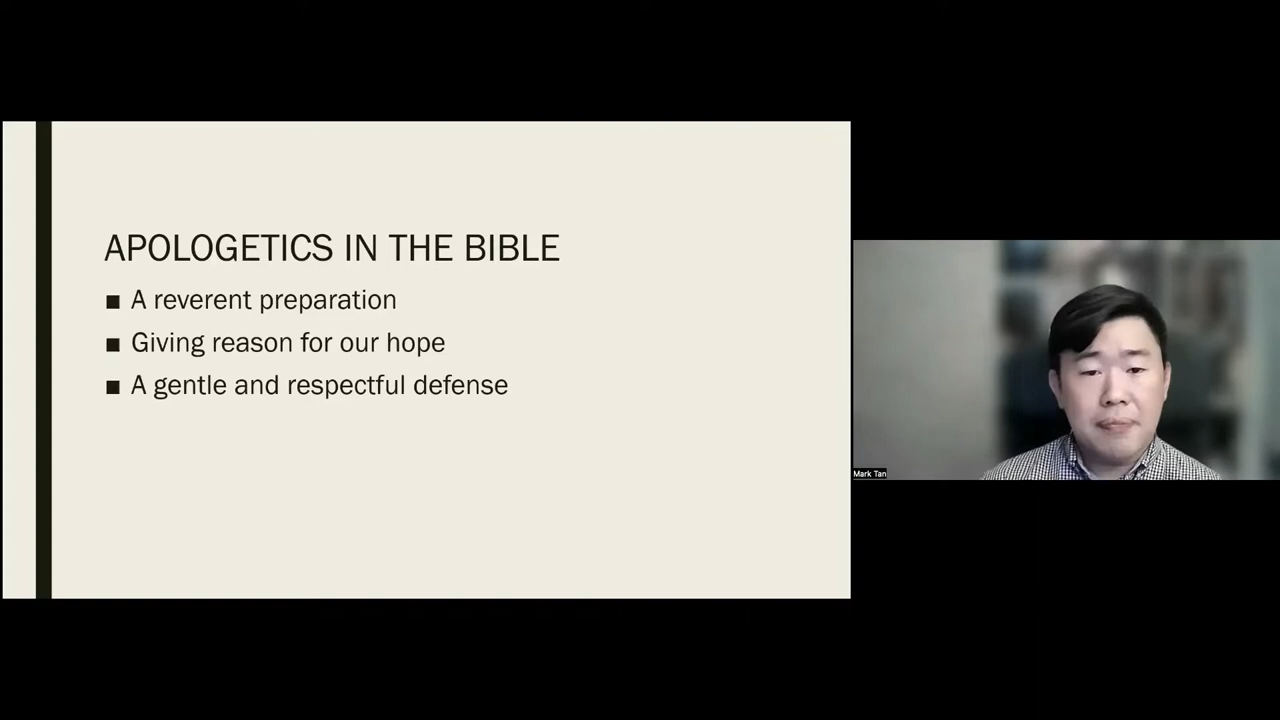 APOLOGETICS IN THE BIBLE
■ A reverent preparation
■ Giving reason for our hope
■ A gentle and respectful defense
Mark Tan